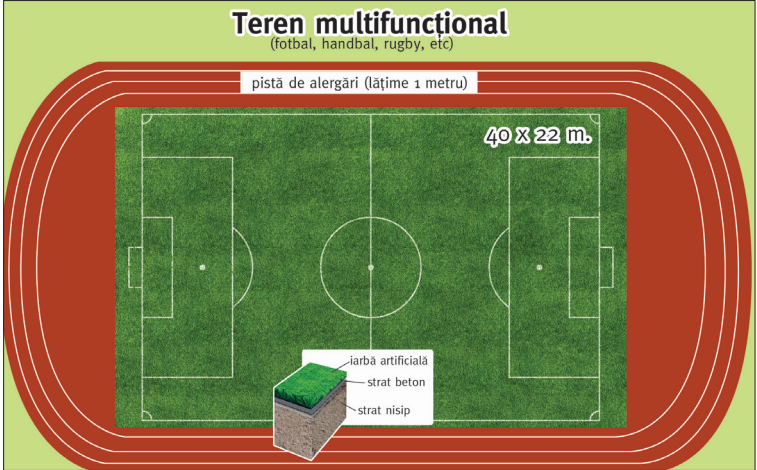 Teren multifuncțional
(fotbal, handbal, rugby, etc)
pistă de alergări (lățime 1 metru)
40 x 22 m.
iarbă artificială
strat beton
strat nisip